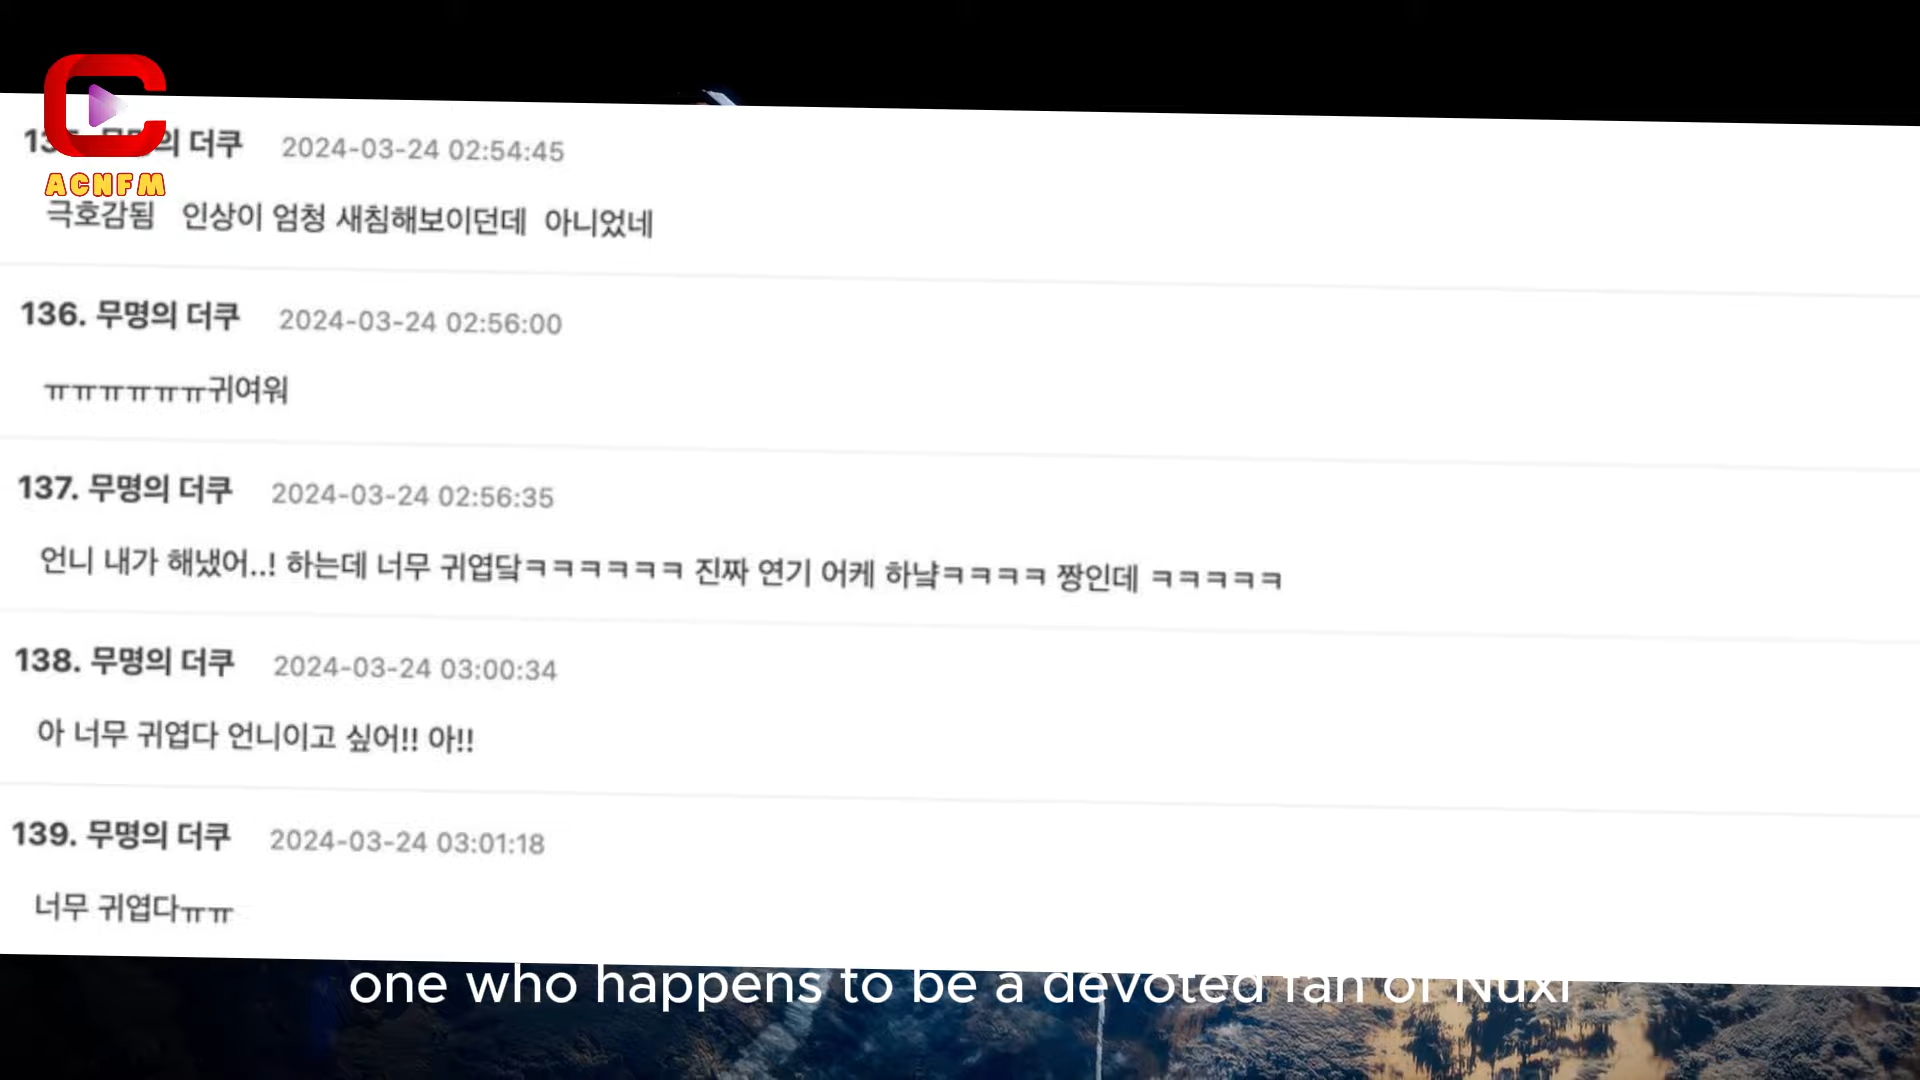 ACNFM
의 더쿠 2024-03-24 02:54:45
극호감됨 인상이 엄청 새침해보이던데 아니었네
136. 무명의 더쿠 2024-03-24 02:56:00
ㅠㅠㅠㅠㅠㅠ귀여워
137. 무명의 더쿠 2024-03-24 02:56:35
언니 내가 해냈어..! 하는데 너무 귀엽닼ㅋㅋㅋㅋㅋㅋ 진짜 연기 어케 하냨ㅋㅋㅋㅋ 짱인데 ㅋㅋㅋㅋㅋ
138. 무명의 더쿠 2024-03-24 03:00:34
아 너무 귀엽다 언니이고 싶어!! 아!!
139. 무명의 더쿠 2024-03-24 03:01:18
너무 귀엽다ㅠㅠ
one who happens to be a devoted fan of Nuxi